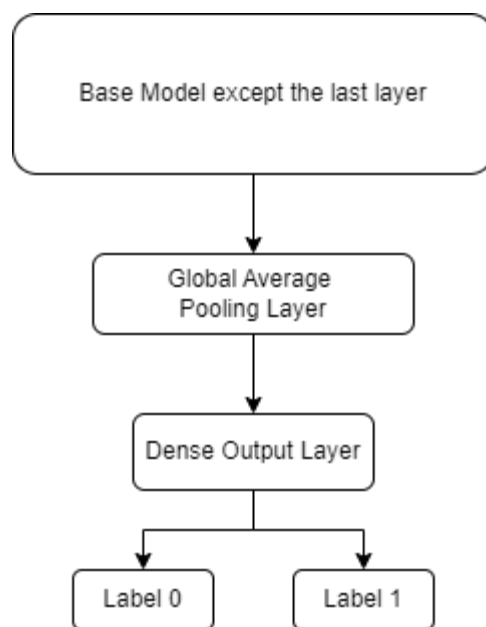 Base Model except the last layer
Global Average
Pooling Layer
Dense Output Layer
Label 0
Label 1